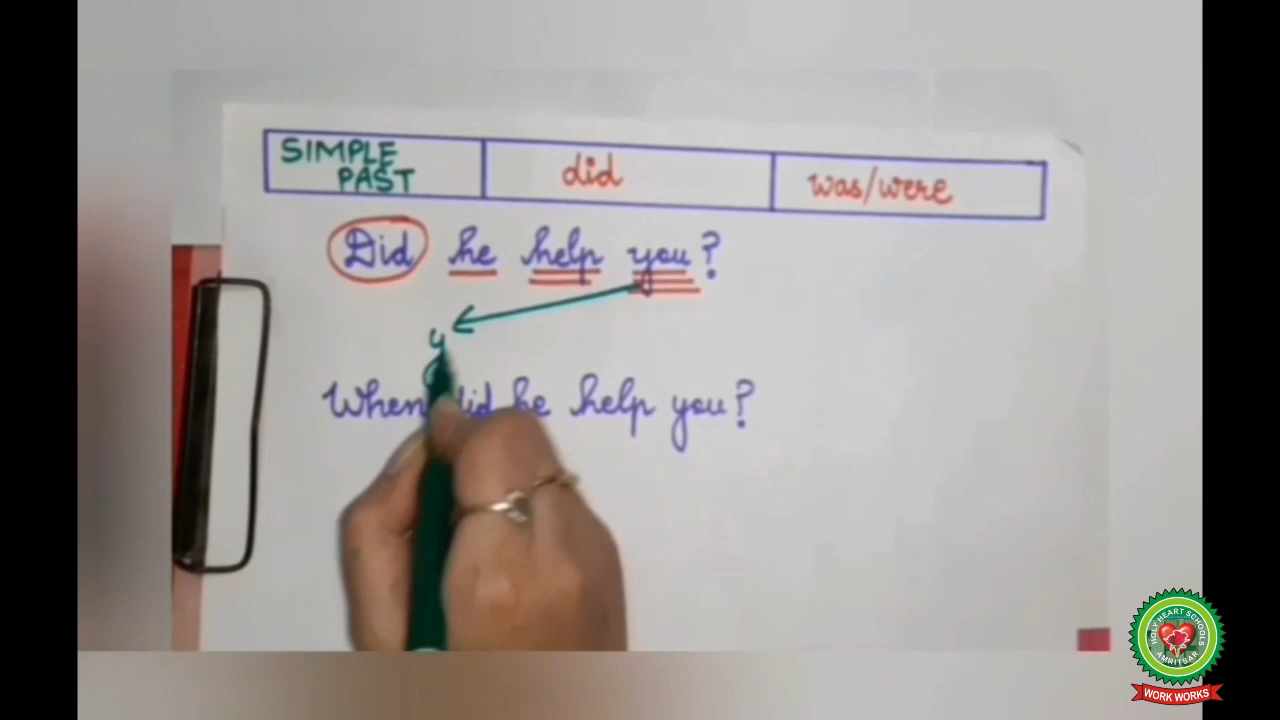 SIMPLE PAST did was/were
Did he help you?
y
When did he help you?
HOLY HEART SCHOOLS
AMRITSAR
WORK WORKS